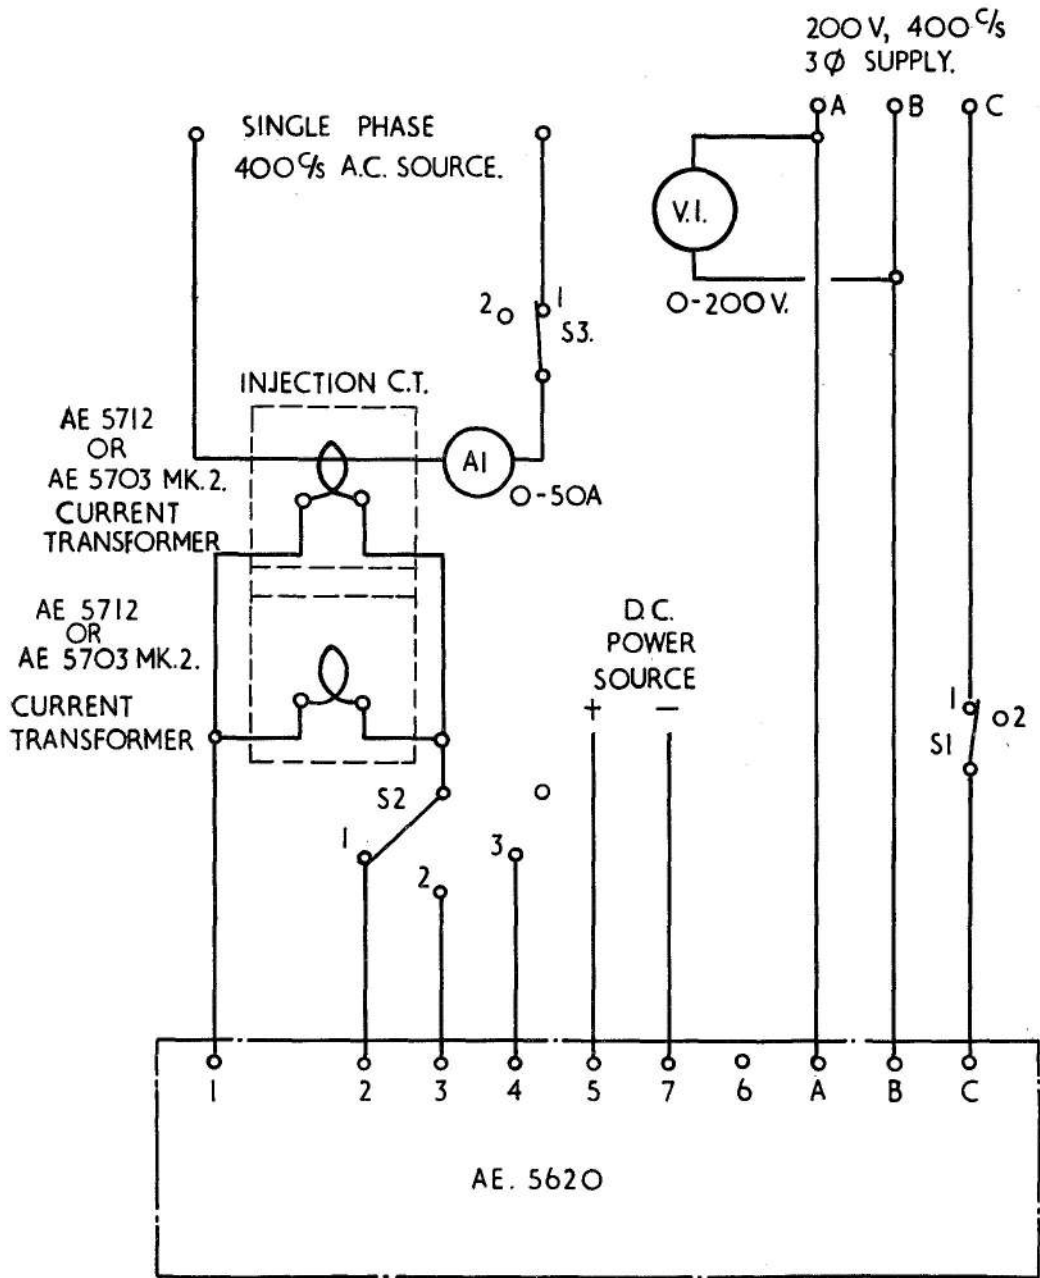 200 V, 400 C/s
3Ø SUPPLY.
A
B
C
SINGLE PHASE
400 C/s A.C. SOURCE.
V.I.
0-200 V.
2
1
S3.
INJECTION C.T.
AE 5712
OR
AE 5703 MK.2.
CURRENT
TRANSFORMER
A1
0-50A
AE 5712
OR
AE 5703 MK.2.
CURRENT
TRANSFORMER
D.C.
POWER
SOURCE
+ −
1
2
S1
S2
1
2
3
1 2 3 4 5 7 6 A B C
AE. 5620